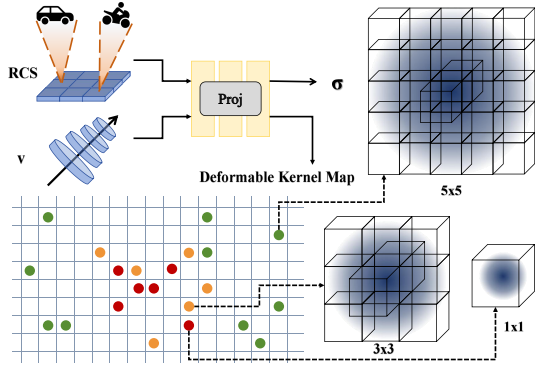 RCS
Proj
σ
v
Deformable Kernel Map
5x5
3x3
1x1